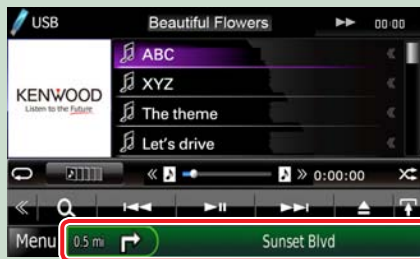 USB Beautiful Flowers 00:00
ABC
XYZ
KENWOOD
Listen to the Future
The theme
Let's drive
0:00:00
Menu 0.5 mi Sunset Blvd